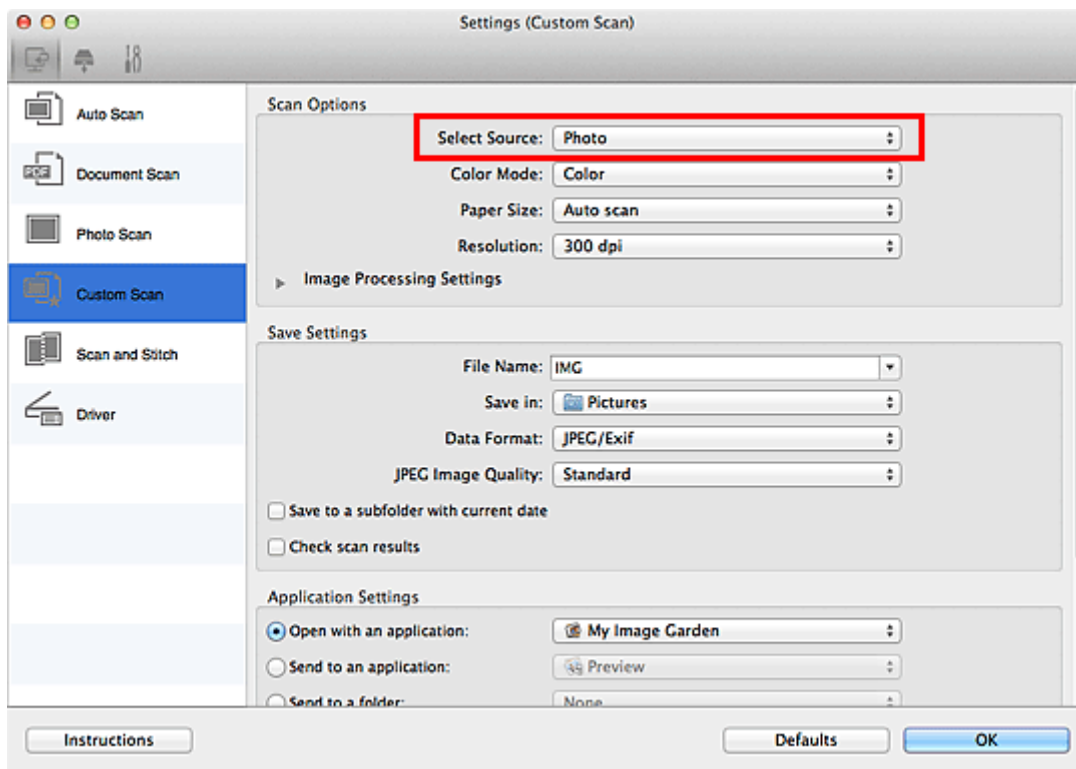 Settings (Custom Scan)
Auto Scan
PDF
Document Scan
Photo Scan
Custom Scan
Scan and Stitch
Driver
Scan Options
Select Source: Photo
Color Mode: Color
Paper Size: Auto scan
Resolution: 300 dpi
Image Processing Settings
Save Settings
File Name: IMG
Save in: Pictures
Data Format: JPEG/Exif
JPEG Image Quality: Standard
Save to a subfolder with current date
Check scan results
Application Settings
Open with an application: My Image Garden
Send to an application: Preview
Send to a folder: None
Instructions
Defaults
OK